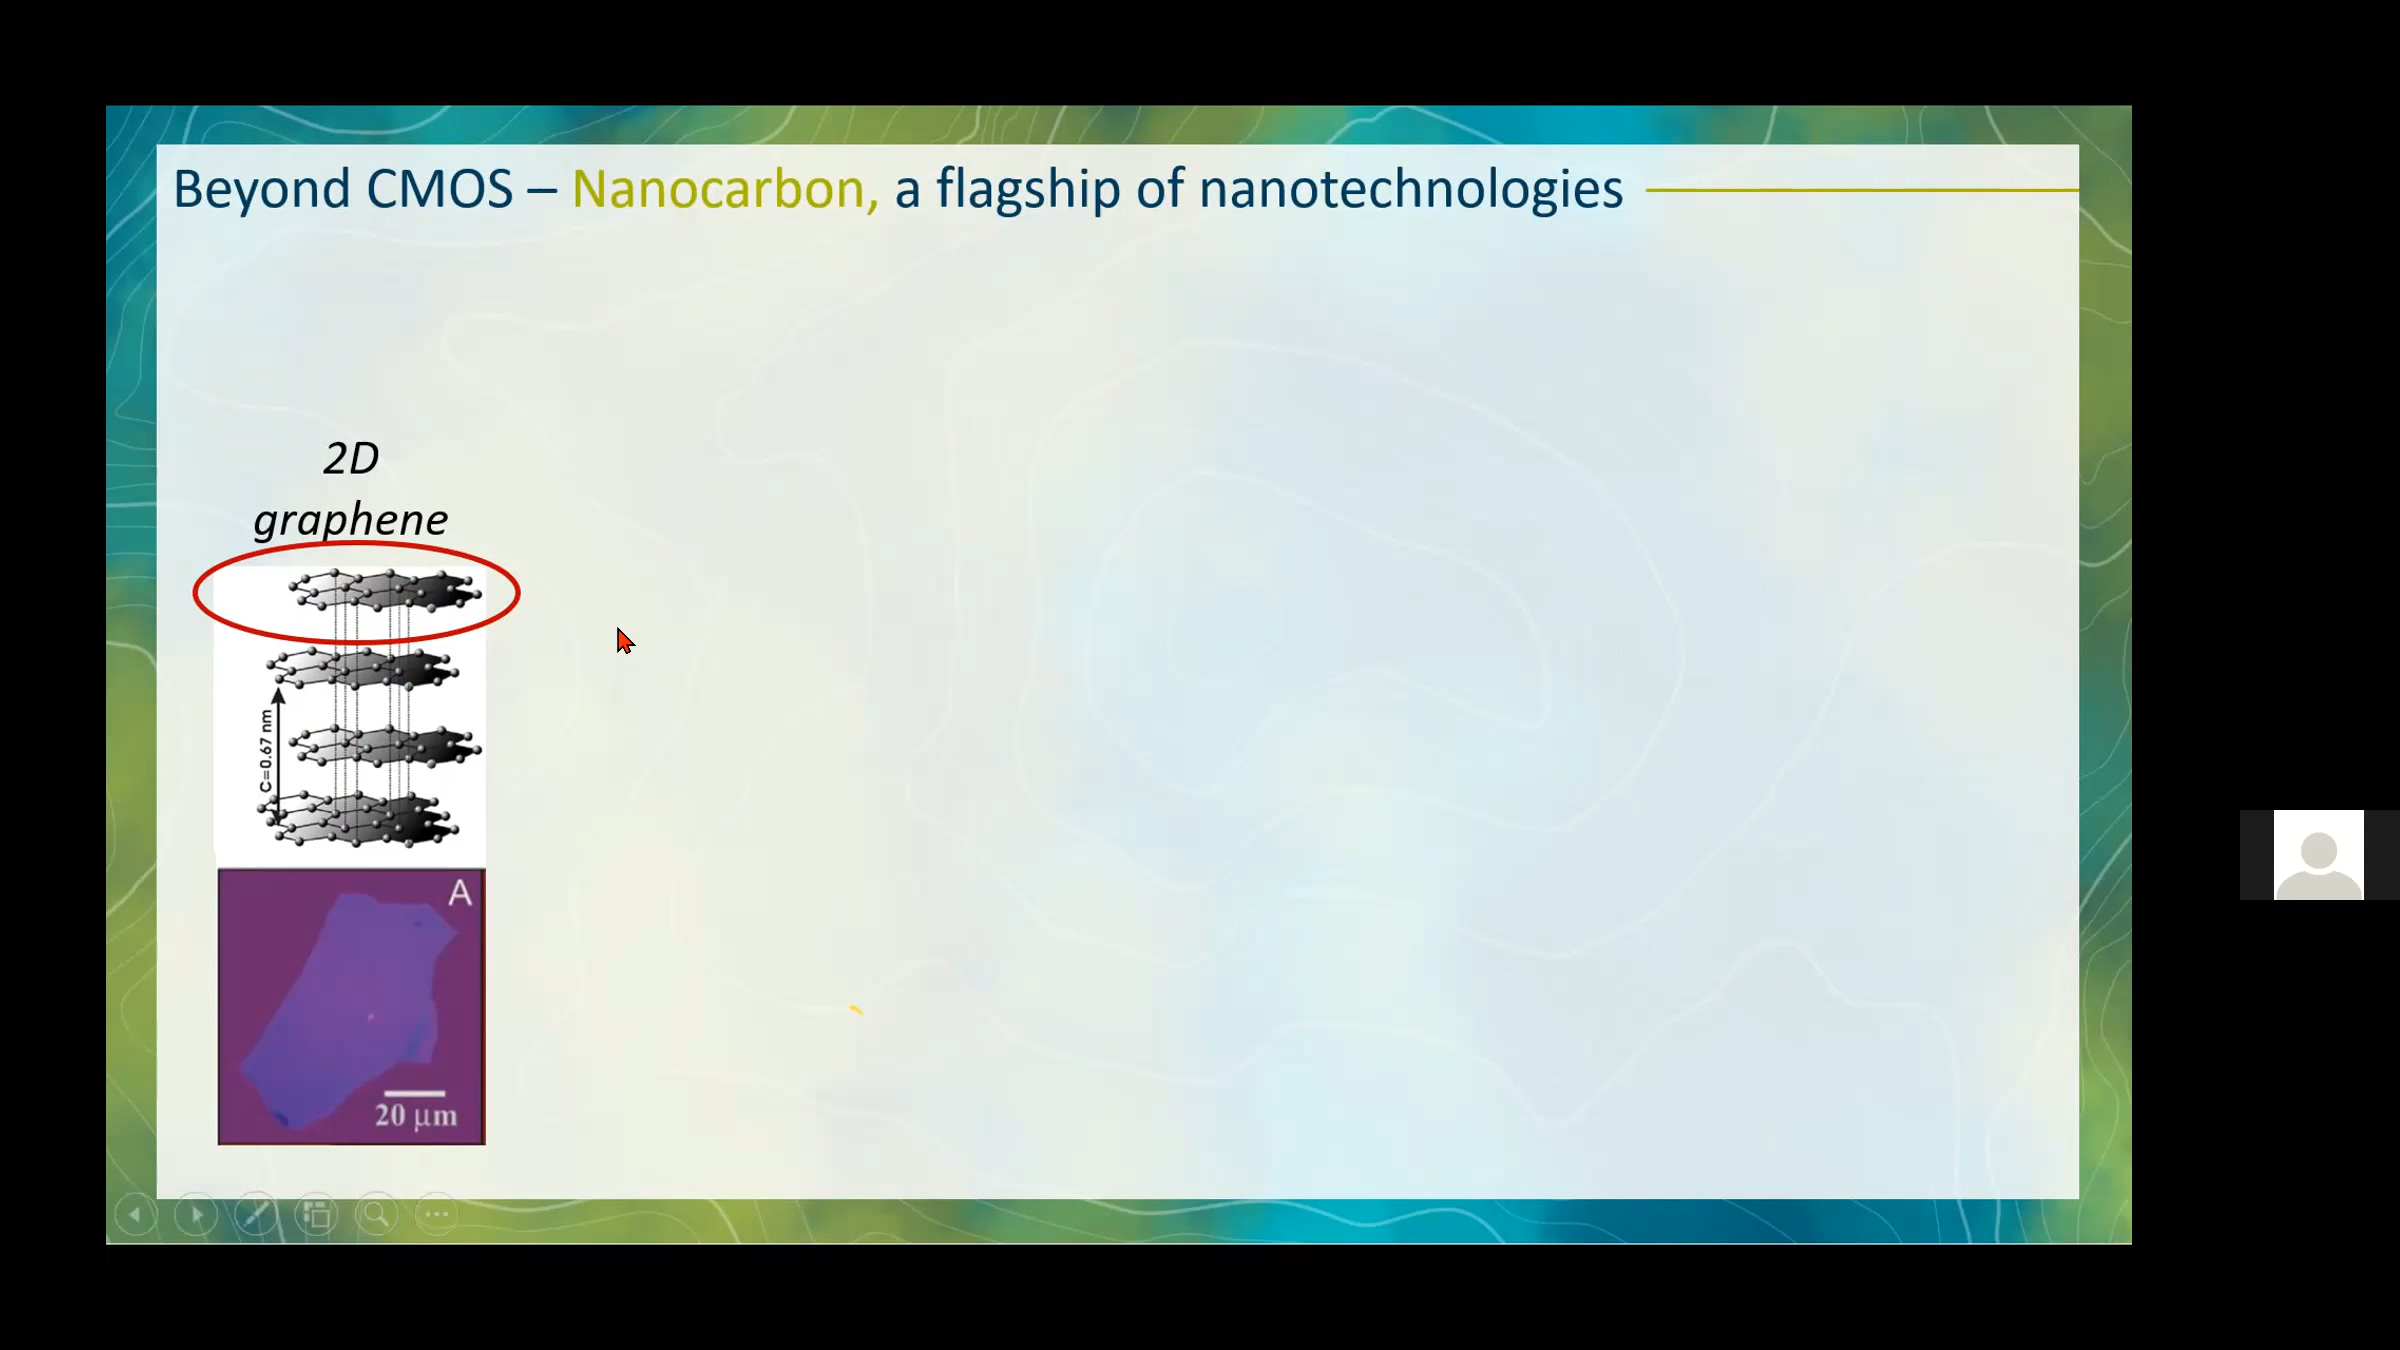 Beyond CMOS – Nanocarbon, a flagship of nanotechnologies
2D
graphene
C=0.67 nm
A
20 µm